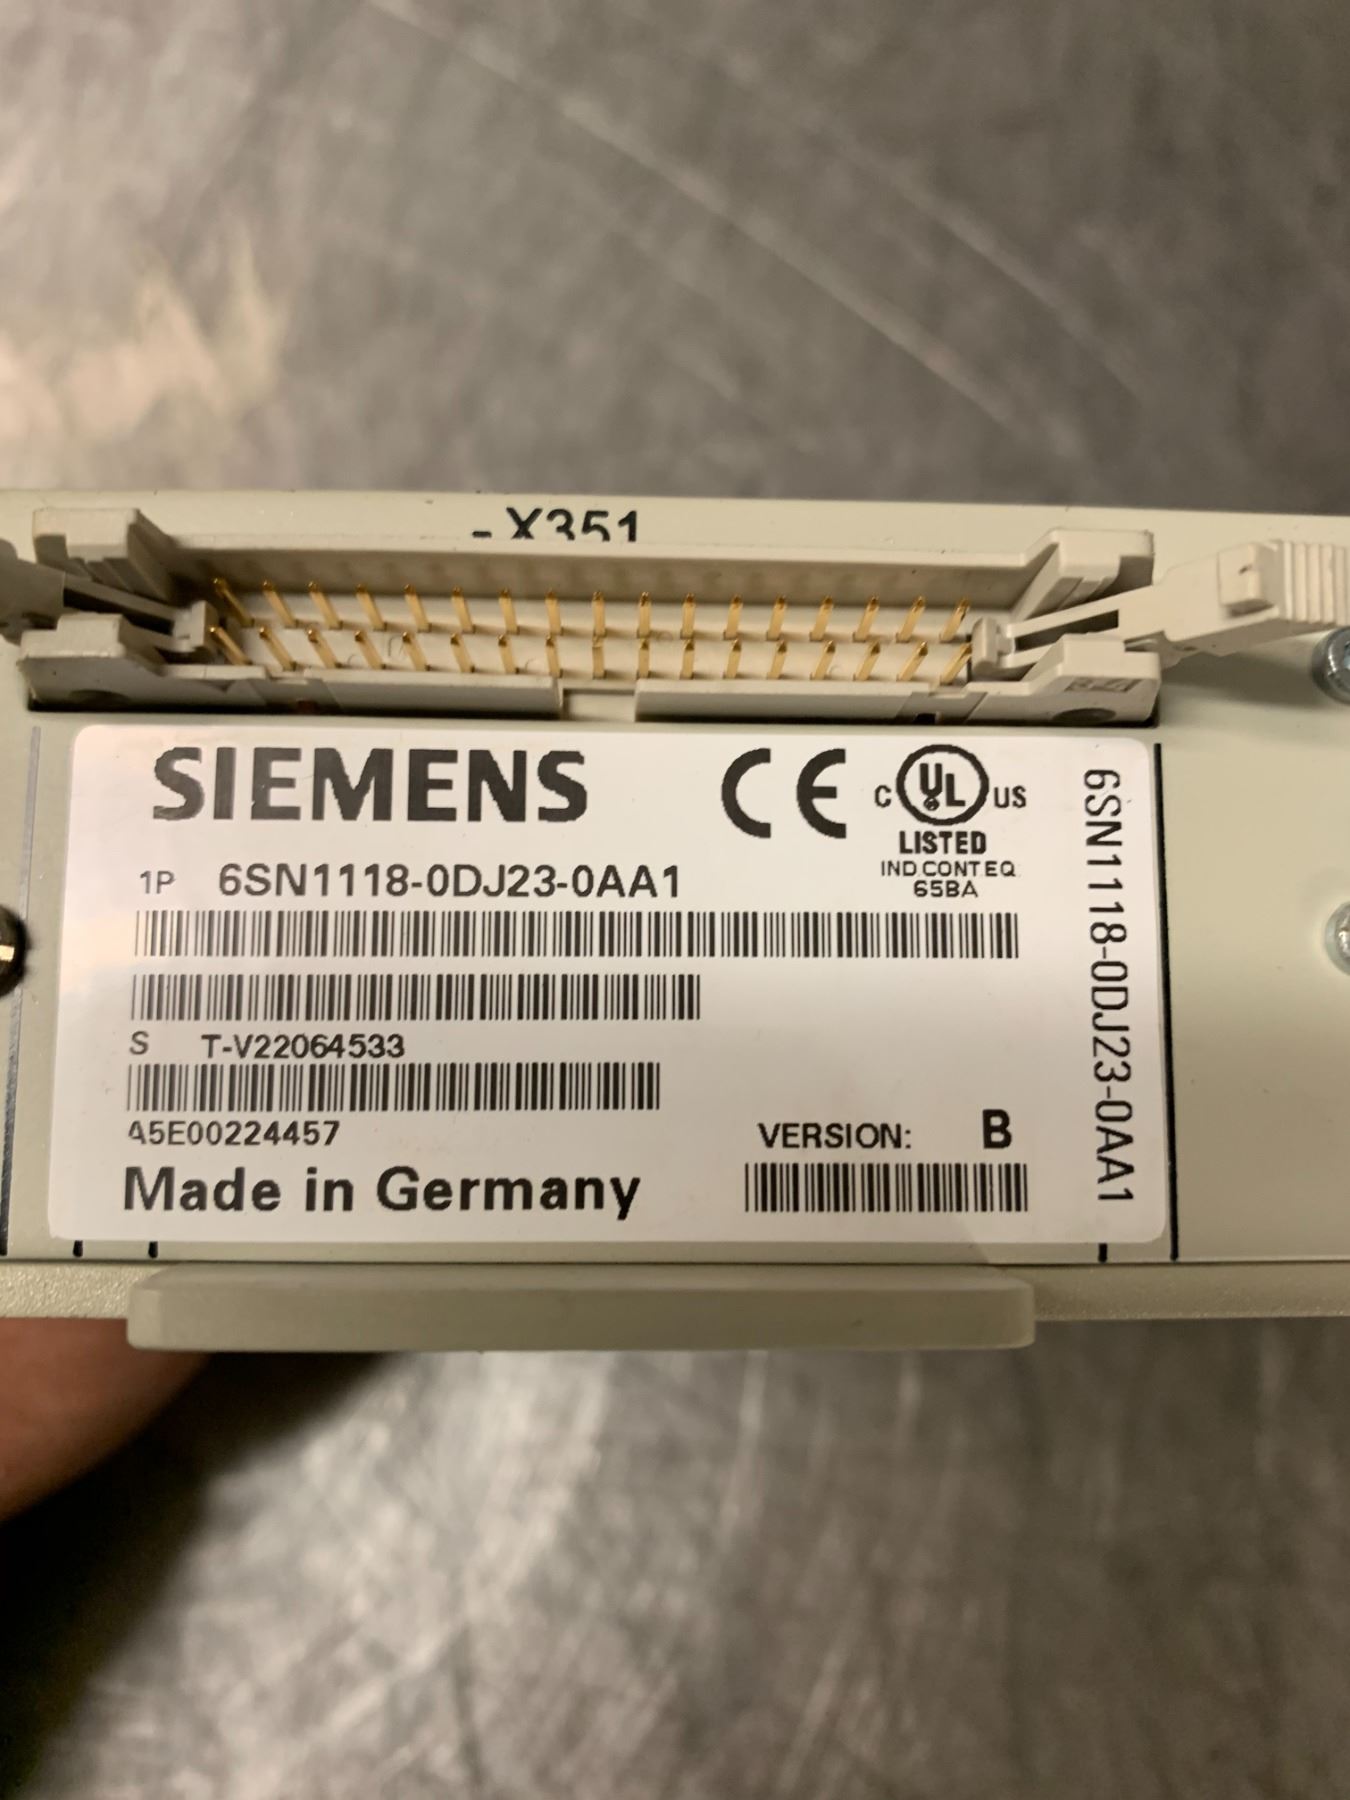 -X351
SIEMENS
CE
C UL US
LISTED
IND.CONT.EQ.
65BA
1P 6SN1118-0DJ23-0AA1
S T-V22064533
A5E00224457
VERSION: B
Made in Germany
6SN1118-0DJ23-0AA1